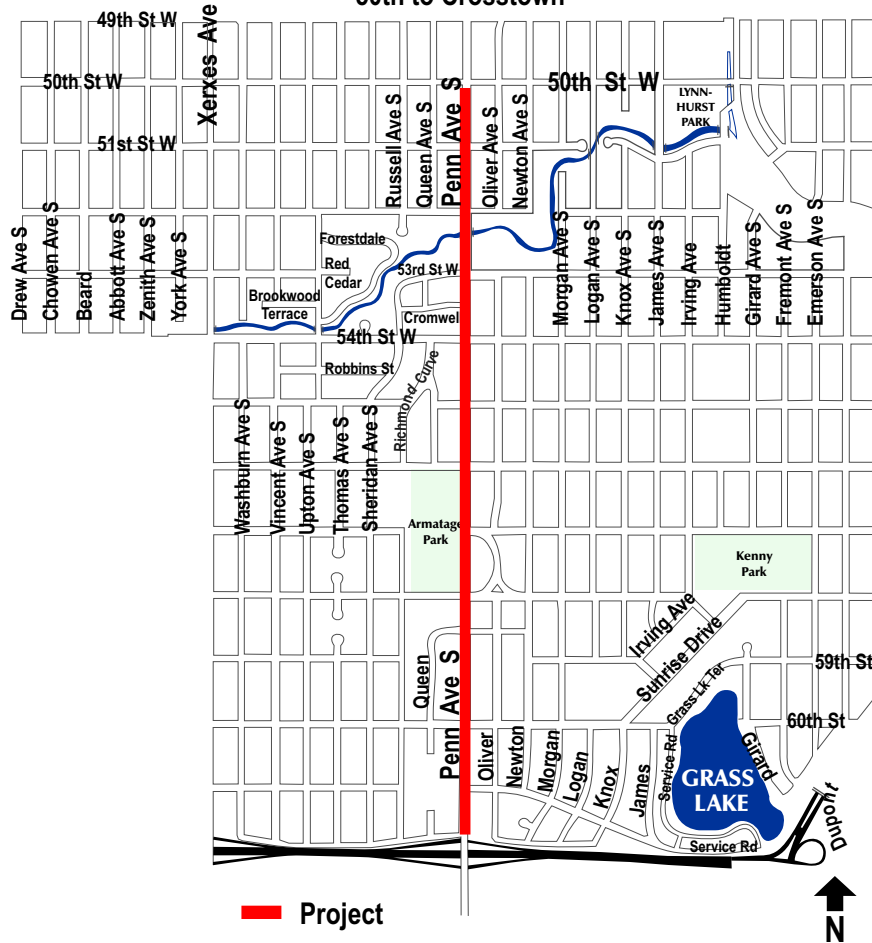 50th to Crosstown
49th St W
Xerxes Ave
50th St W
50th St W
LYNN-
HURST
PARK
51st St W
Russell Ave S
Queen Ave S
Penn Ave S
Oliver Ave S
Newton Ave S
Drew Ave S
Chowen Ave S
Beard
Abbott Ave S
Zenith Ave S
York Ave S
Forestdale
Red
Cedar
53rd St W
Brookwood
Terrace
Cromwel
54th St W
Robbins St
Richmond Curve
Morgan Ave S
Logan Ave S
Knox Ave S
James Ave S
Irving Ave
Humboldt
Girard Ave S
Fremont Ave S
Emerson Ave S
Washburn Ave S
Vincent Ave S
Upton Ave S
Thomas Ave S
Sheridan Ave S
Armatage
Park
Kenny
Park
Irving Ave
Sunrise Drive
Queen
Penn Ave S
59th St
Grass Lk Ter
60th St
Oliver
Newton
Morgan
Logan
Knox
James
Service Rd
GRASS
LAKE
Girard
Service Rd
Dupont
Project
N